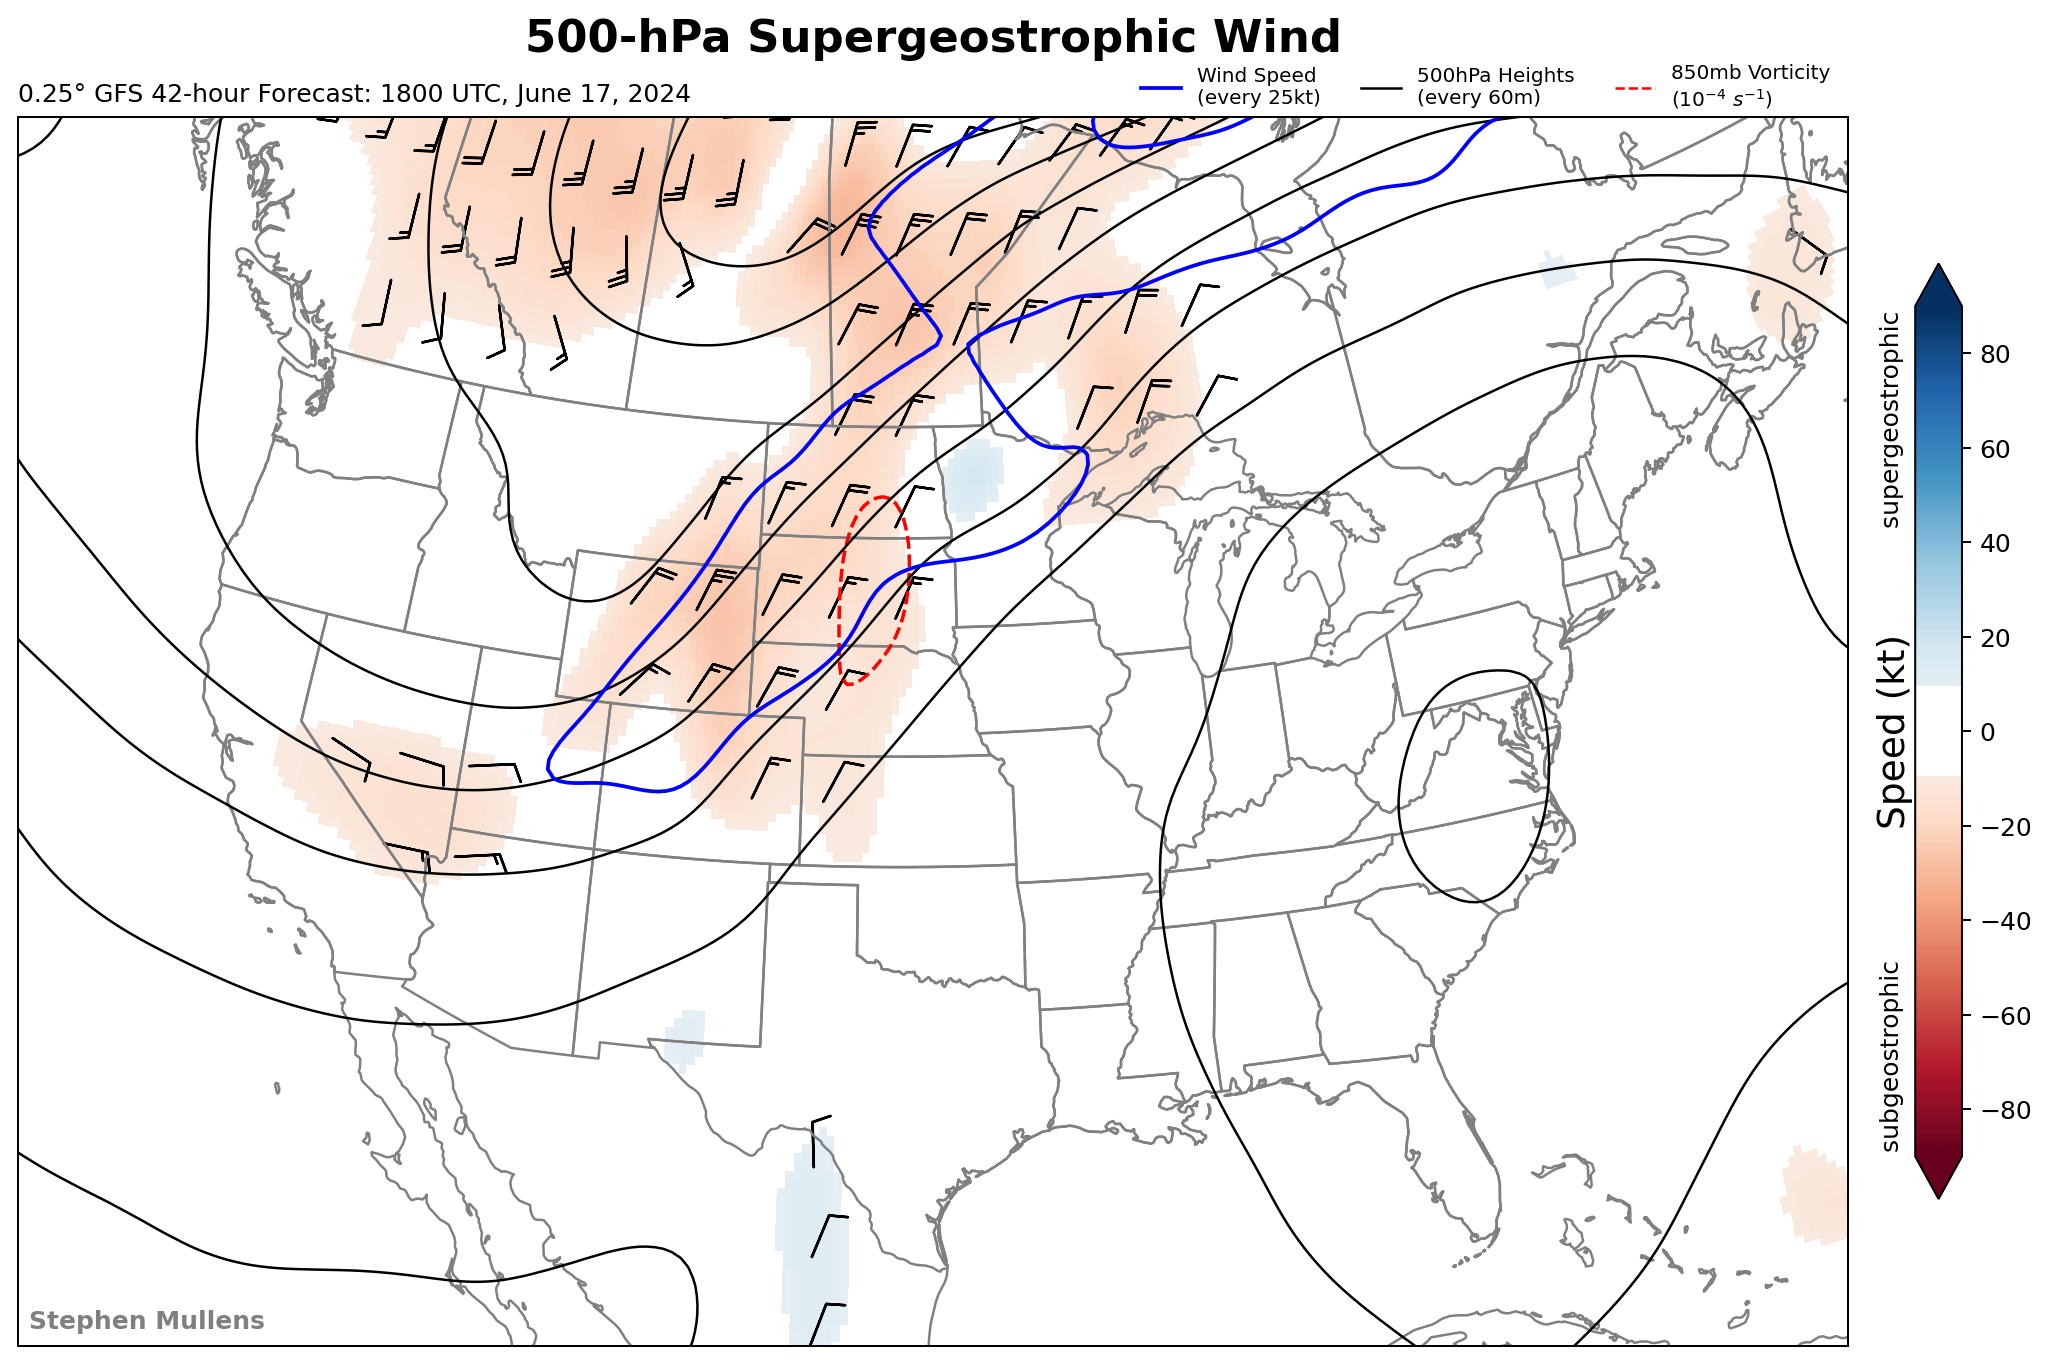 500-hPa Supergeostrophic Wind
0.25° GFS 42-hour Forecast: 1800 UTC, June 17, 2024
Wind Speed
(every 25kt)
500hPa Heights
(every 60m)
850mb Vorticity
(10⁻⁴ s⁻¹)
supergeostrophic
Speed (kt)
subgeostrophic
80
60
40
20
0
−20
−40
−60
−80
Stephen Mullens